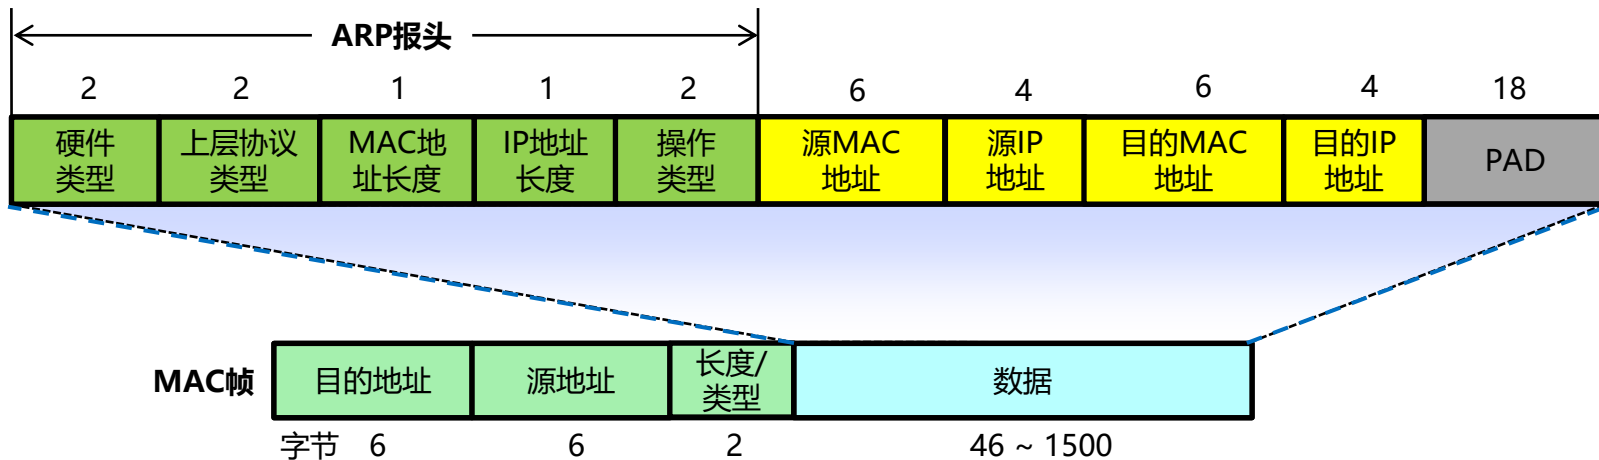 ARP报头
2 2 1 1 2 6 4 6 4 18
硬件类型 上层协议类型 MAC地址长度 IP地址长度 操作类型 源MAC地址 源IP地址 目的MAC地址 目的IP地址 PAD
MAC帧 目的地址 源地址 长度/类型 数据
字节 6 6 2 46 ~ 1500